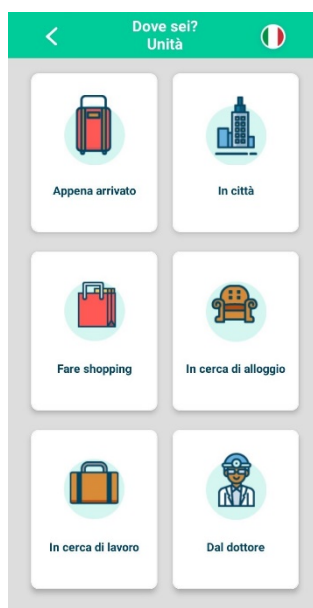 Dove sei?
Unità
Appena arrivato
In città
Fare shopping
In cerca di alloggio
In cerca di lavoro
Dal dottore